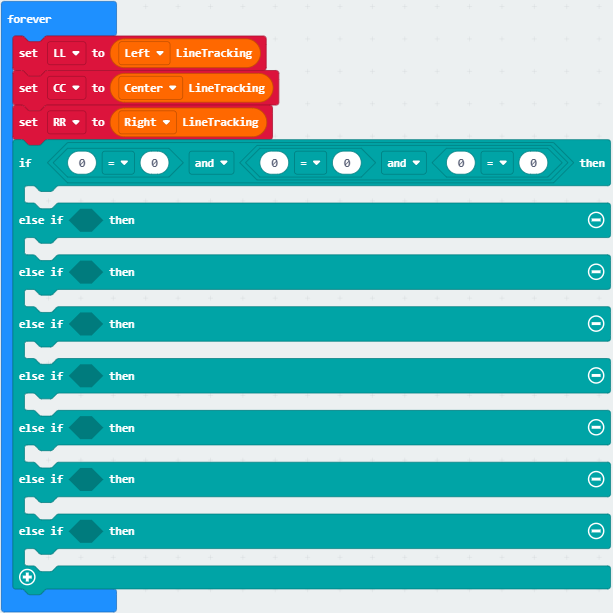 forever
set LL to Left LineTracking
set CC to Center LineTracking
set RR to Right LineTracking
if 0 = 0 and 0 = 0 and 0 = 0 then
else if then
else if then
else if then
else if then
else if then
else if then
else if then